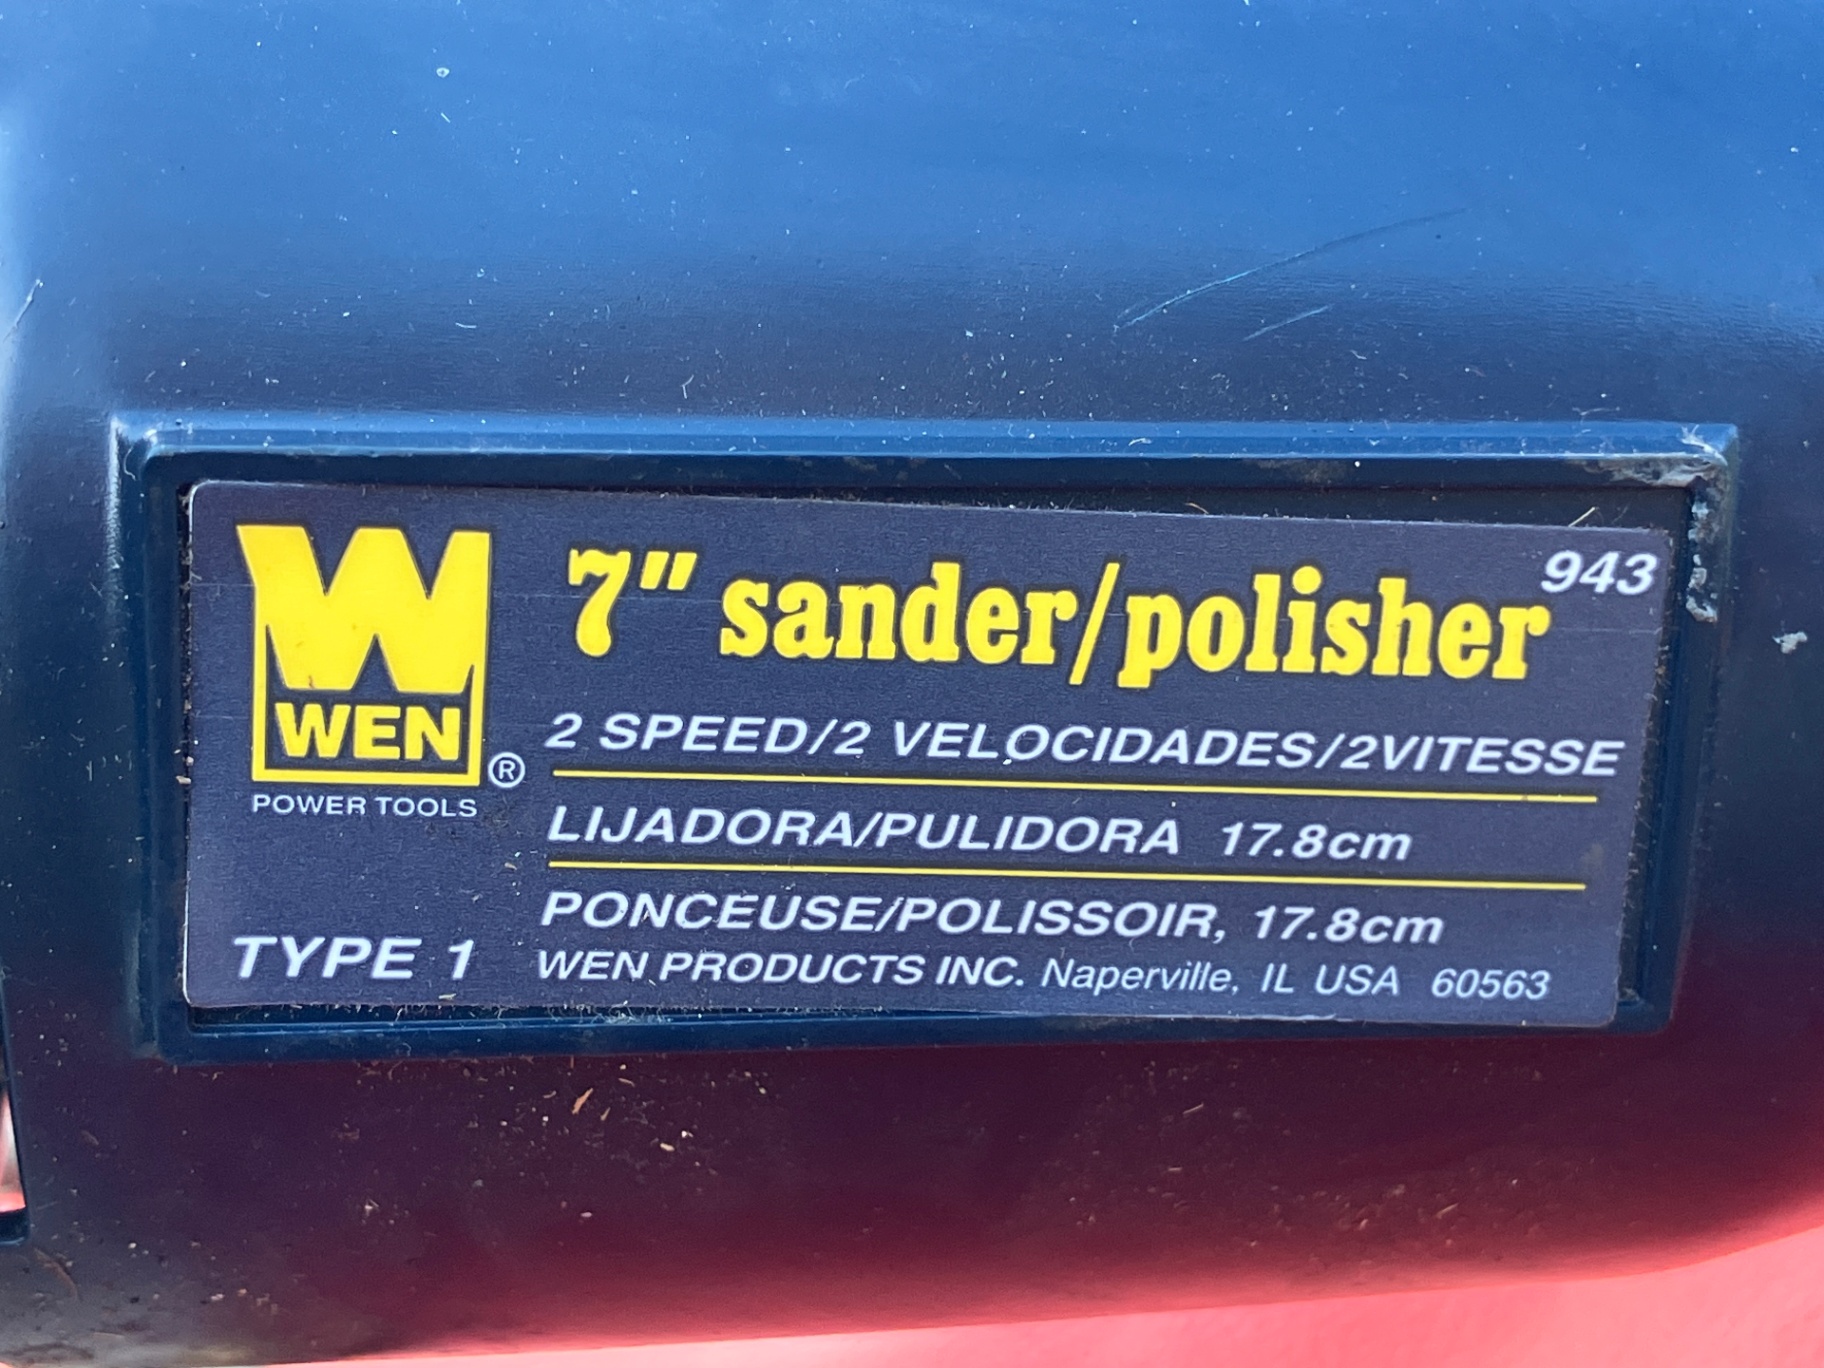 W
WEN®
POWER TOOLS
TYPE 1
943
7" sander/polisher
2 SPEED/2 VELOCIDADES/2VITESSE
LIJADORA/PULIDORA 17.8cm
PONCEUSE/POLISSOIR, 17.8cm
WEN PRODUCTS INC. Naperville, IL USA 60563